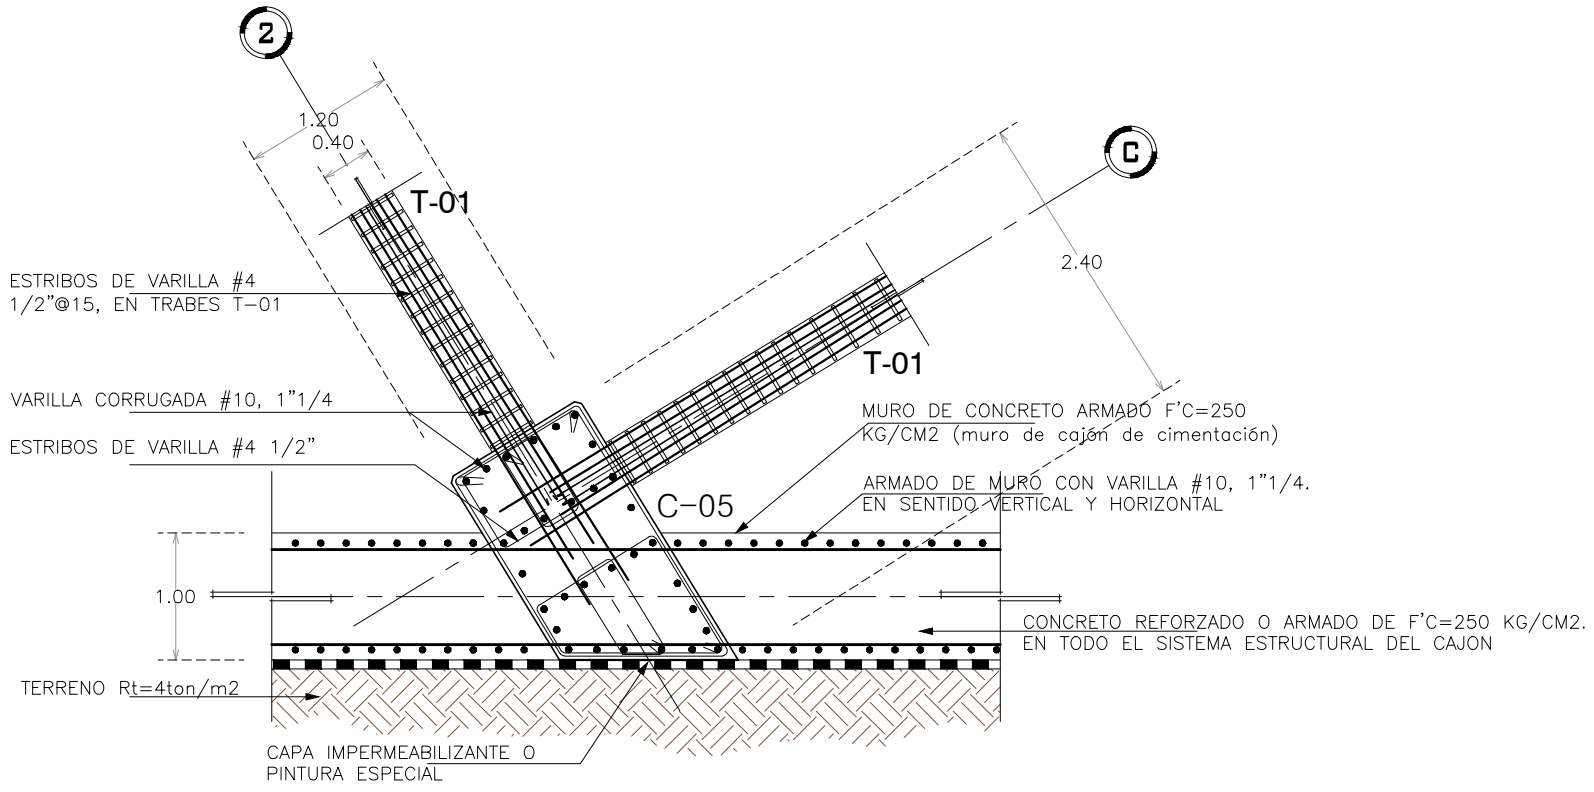 2
1.20
0.40
C
T-01
2.40
ESTRIBOS DE VARILLA #4
1/2"@15, EN TRABES T-01
T-01
VARILLA CORRUGADA #10, 1"1/4
MURO DE CONCRETO ARMADO F'C=250
KG/CM2 (muro de cajón de cimentación)
ESTRIBOS DE VARILLA #4 1/2"
ARMADO DE MURO CON VARILLA #10, 1"1/4.
EN SENTIDO VERTICAL Y HORIZONTAL
C-05
1.00
CONCRETO REFORZADO O ARMADO DE F'C=250 KG/CM2.
EN TODO EL SISTEMA ESTRUCTURAL DEL CAJON
TERRENO Rt=4ton/m2
CAPA IMPERMEABILIZANTE O
PINTURA ESPECIAL